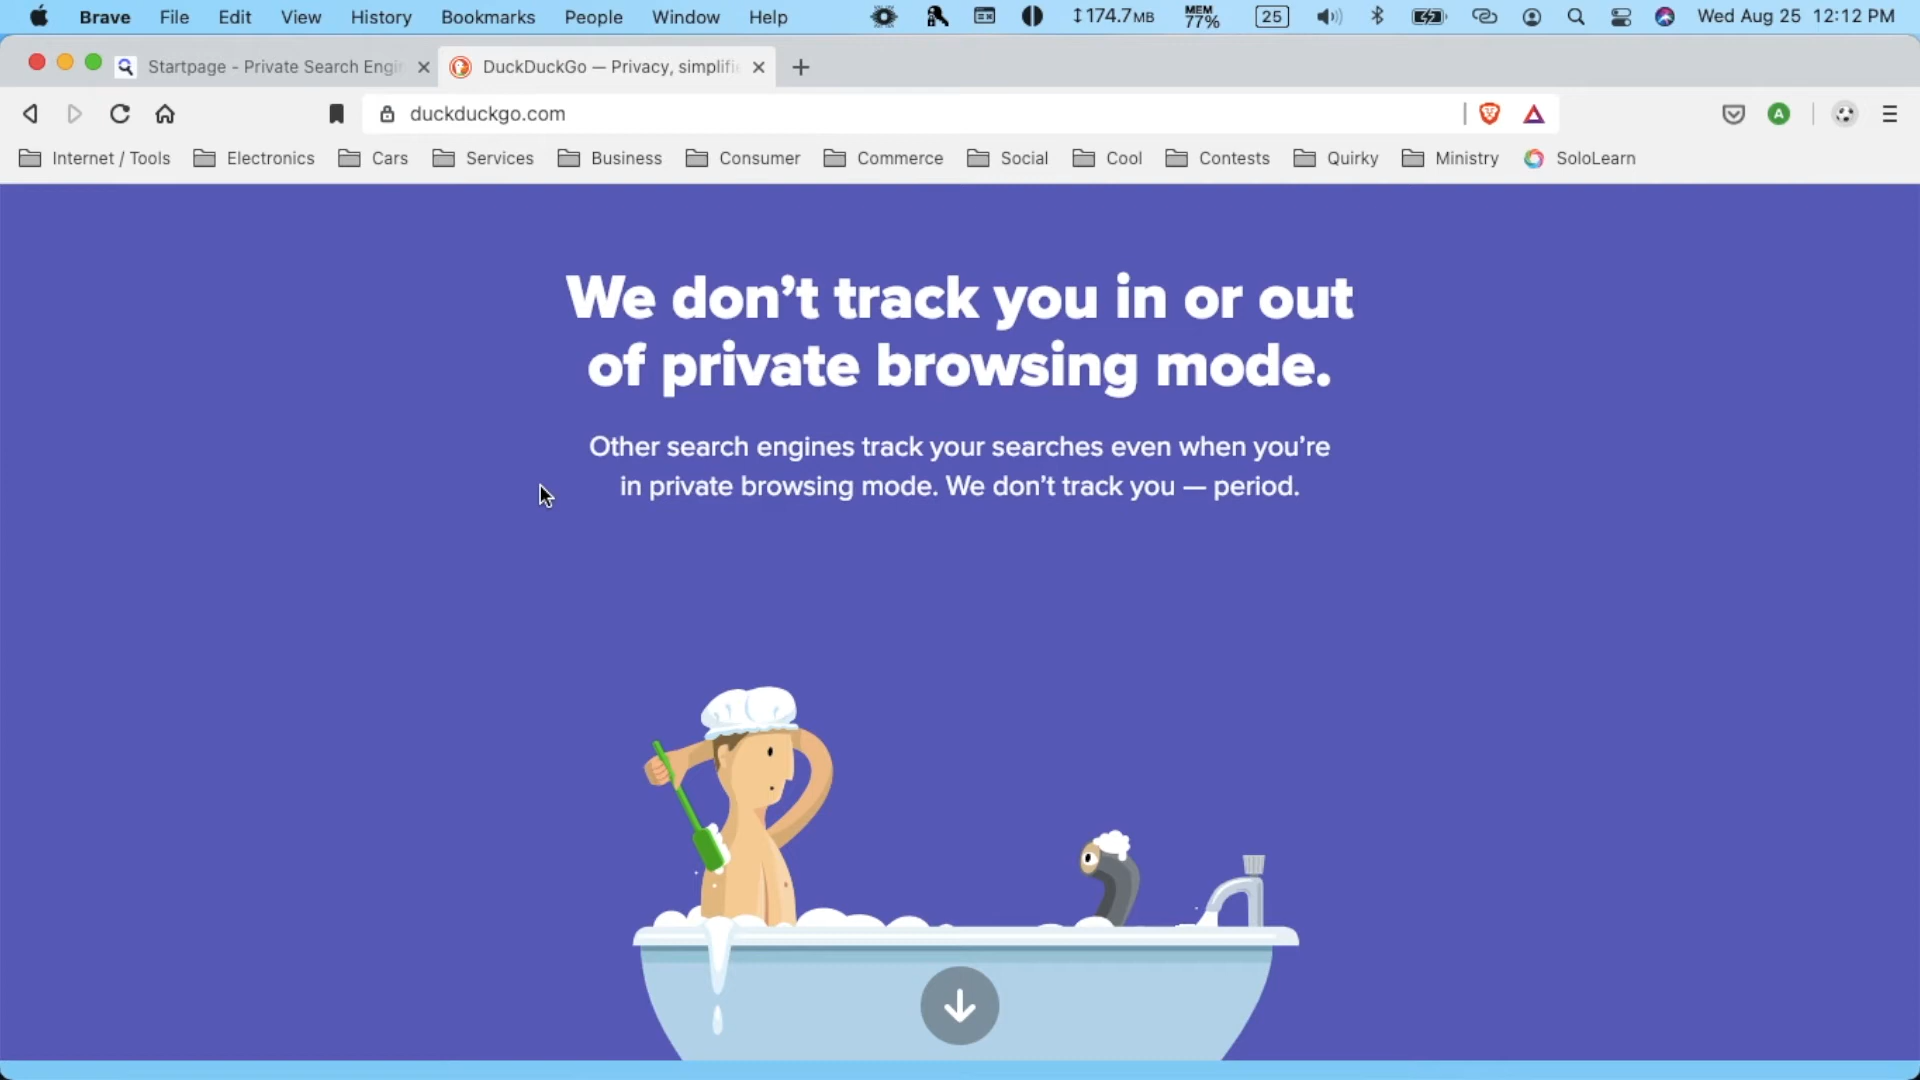 Brave File Edit View History Bookmarks People Window Help 174.7MB MEM 77% 25 Wed Aug 25 12:12 PM
Startpage - Private Search Engi DuckDuckGo — Privacy, simplifi
duckduckgo.com A
Internet / Tools Electronics Cars Services Business Consumer Commerce Social Cool Contests Quirky Ministry SoloLearn
We don’t track you in or out
of private browsing mode.
Other search engines track your searches even when you’re
in private browsing mode. We don’t track you — period.